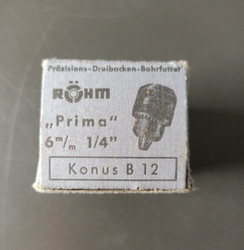 Präzisions-Dreibacken-Bohrfutter
RÖHM
„Prima“
6 m/m 1/4"
Konus B 12